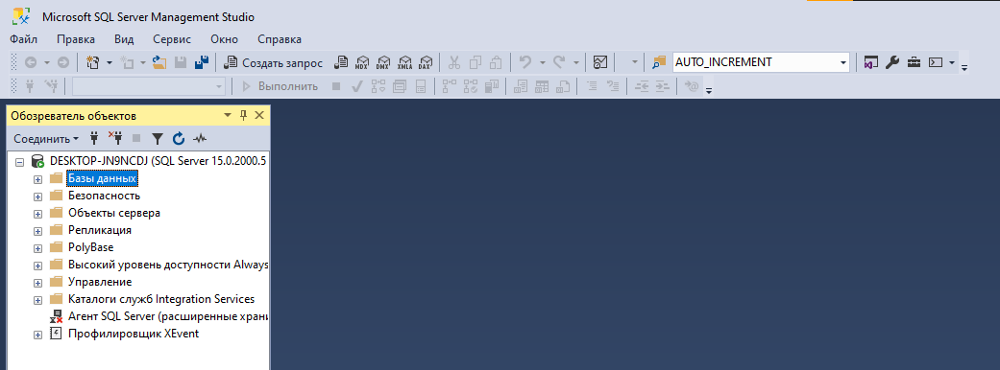 Microsoft SQL Server Management Studio
Файл Правка Вид Сервис Окно Справка
Создать запрос MDX DMX XMLA DAX AUTO_INCREMENT
Выполнить
Обозреватель объектов
Соединить
DESKTOP-JN9NCDJ (SQL Server 15.0.2000.5
Базы данных
Безопасность
Объекты сервера
Репликация
PolyBase
Высокий уровень доступности Always
Управление
Каталоги служб Integration Services
Агент SQL Server (расширенные храни
Профилировщик XEvent